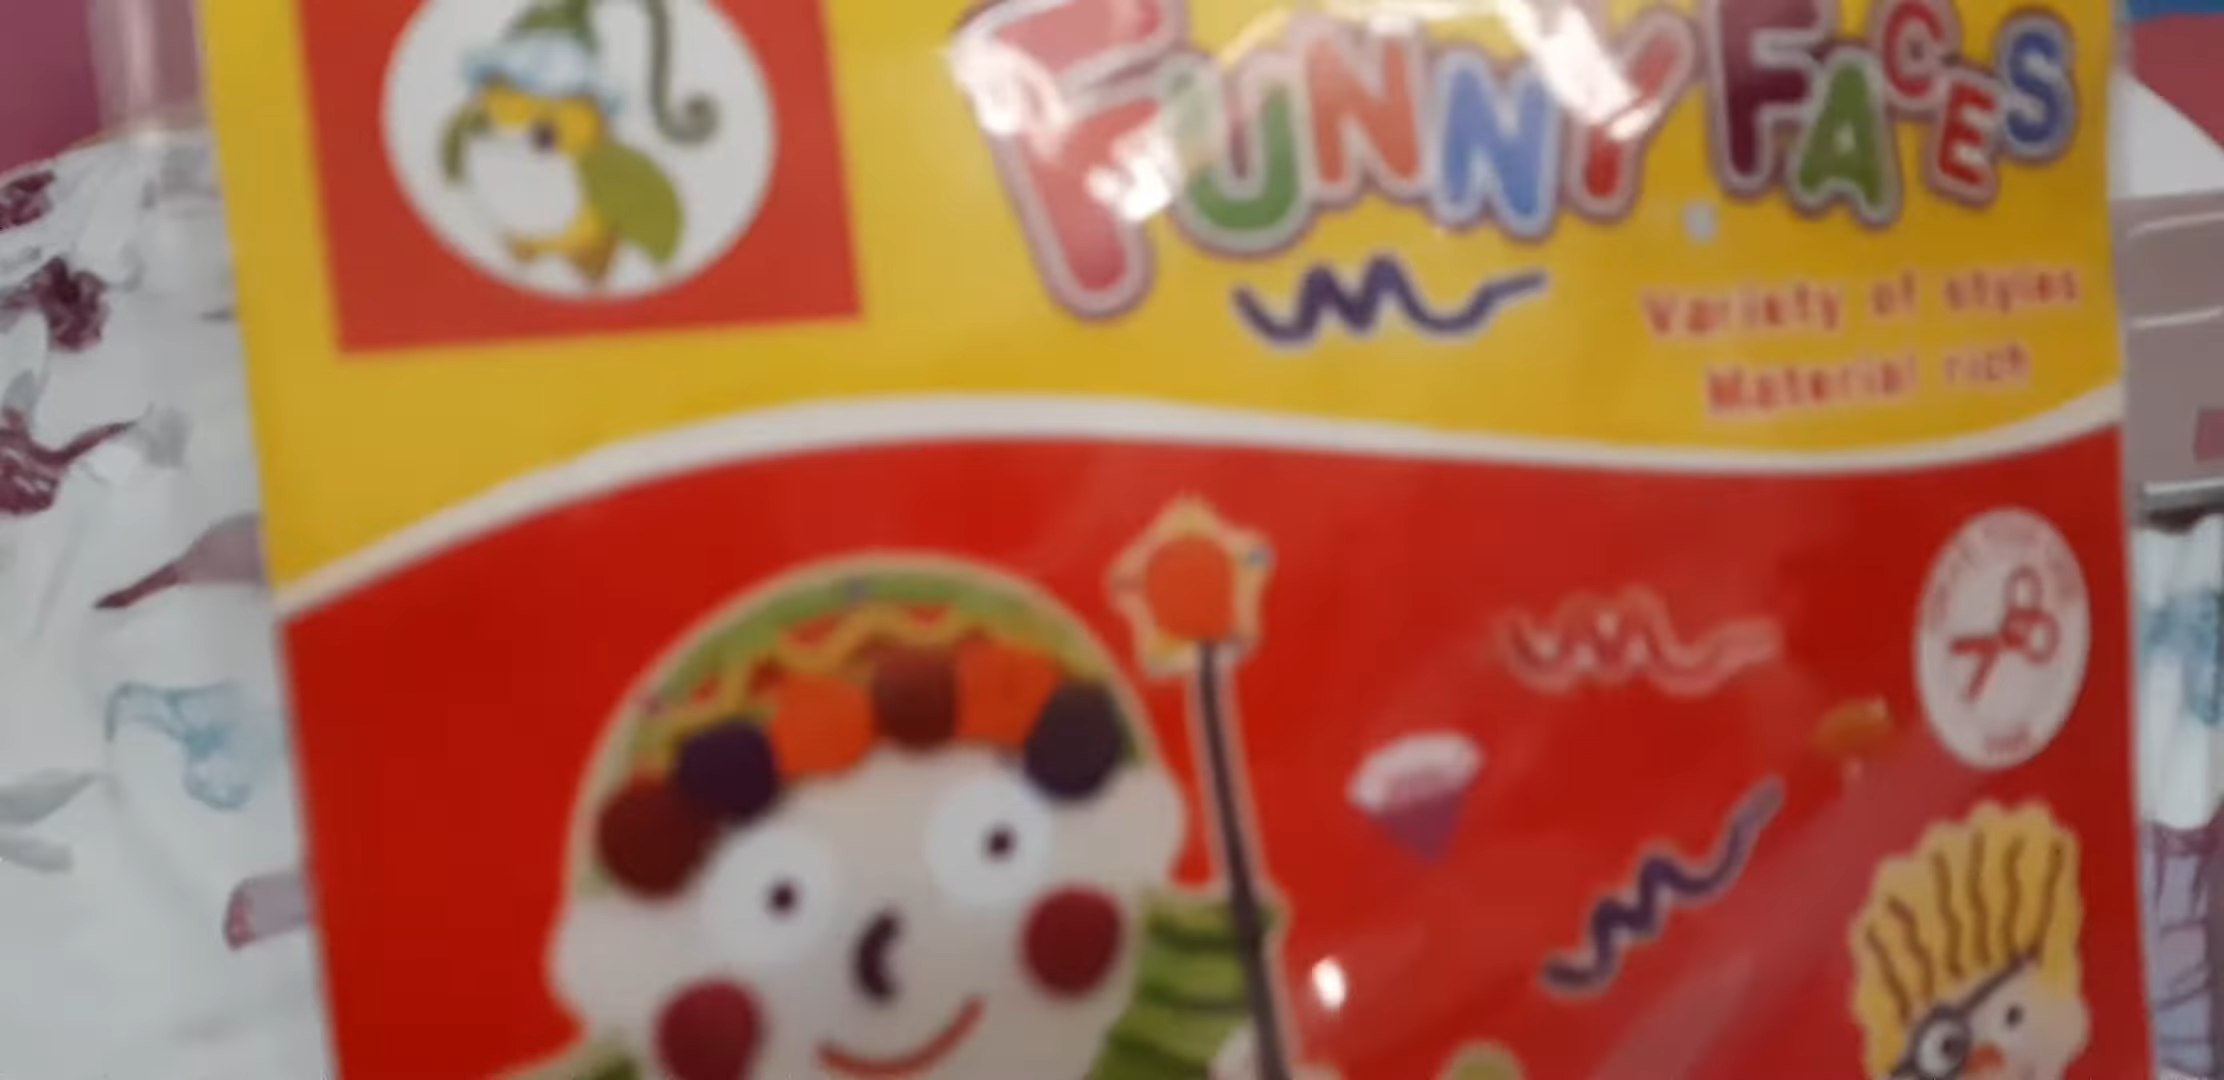 FUNNY FACES
Variety of styles
Material rich